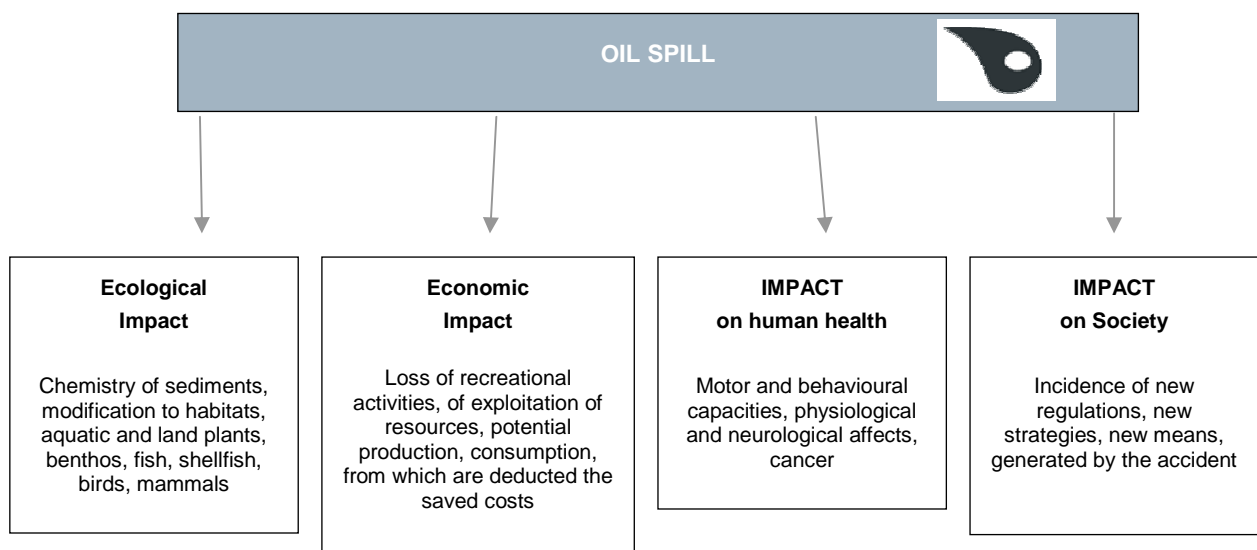 OIL SPILL
Ecological
Impact
Chemistry of sediments,
modification to habitats,
aquatic and land plants,
benthos, fish, shellfish,
birds, mammals
Economic
Impact
Loss of recreational
activities, of exploitation of
resources, potential
production, consumption,
from which are deducted the
saved costs
IMPACT
on human health
Motor and behavioural
capacities, physiological
and neurological affects,
cancer
IMPACT
on Society
Incidence of new
regulations, new
strategies, new means,
generated by the accident